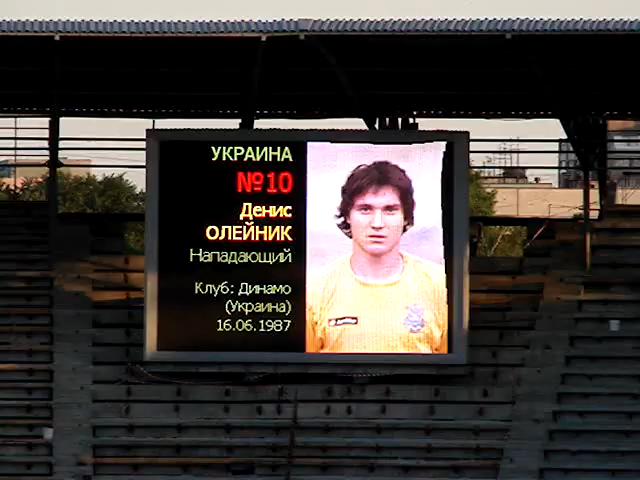 УКРАИНА
№10
Денис
ОЛЕЙНИК
Нападающий
Клуб: Динамо
(Украина)
16.06.1987